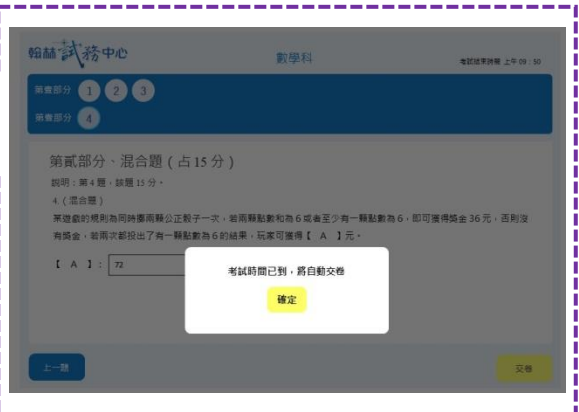 翰林試務中心
數學科
考試結束時間 上午 09：50
第壹部分 1 2 3
第貳部分 4
第貳部分、混合題（占15分）
說明：第4題，該題15分。
4.（混合題）
某遊戲的規則為同時擲兩顆公正骰子一次，若兩顆點數和為6或者至少有一顆點數為6，即可獲得獎金36元，否則沒
有獎金，若兩次都投出了有一顆點數為6的結果，玩家可獲得【 A 】元。
【 A 】： 72
考試時間已到，將自動交卷
確定
上一題
交卷